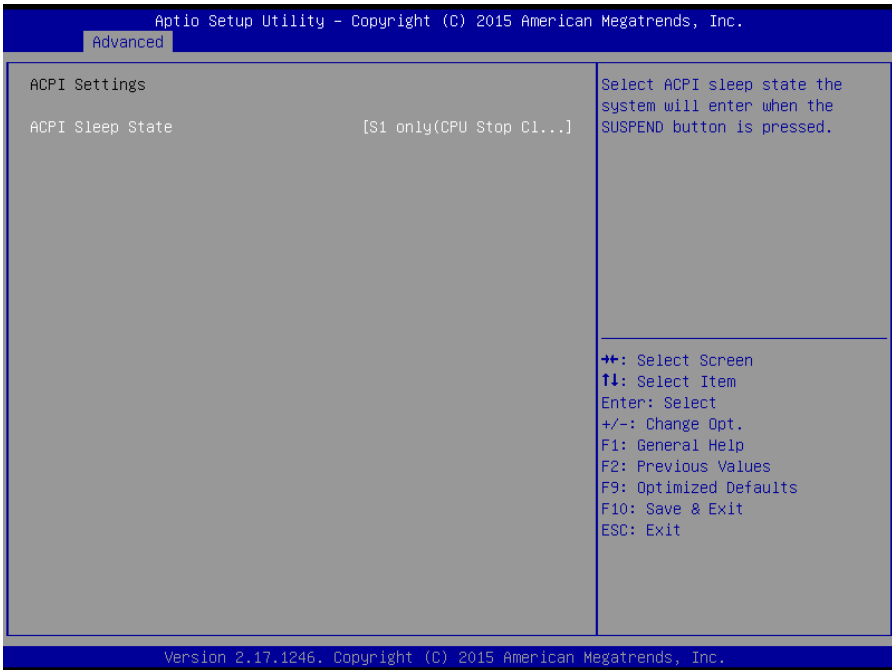 Aptio Setup Utility – Copyright (C) 2015 American Megatrends, Inc.
Advanced
ACPI Settings
ACPI Sleep State [S1 only(CPU Stop Cl...]
Select ACPI sleep state the
system will enter when the
SUSPEND button is pressed.
→←: Select Screen
↑↓: Select Item
Enter: Select
+/-: Change Opt.
F1: General Help
F2: Previous Values
F9: Optimized Defaults
F10: Save & Exit
ESC: Exit
Version 2.17.1246. Copyright (C) 2015 American Megatrends, Inc.